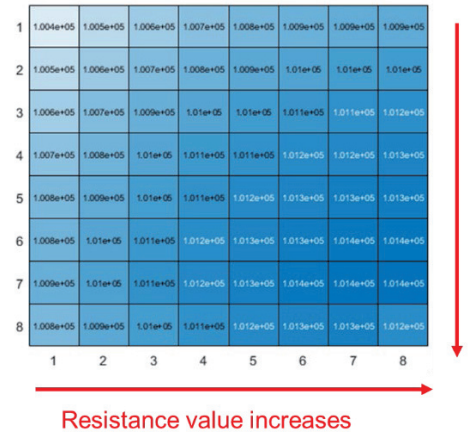 1 1.004e+05 1.005e+05 1.006e+05 1.007e+05 1.008e+05 1.009e+05 1.009e+05 1.009e+05
2 1.005e+05 1.006e+05 1.007e+05 1.008e+05 1.009e+05 1.01e+05 1.01e+05 1.01e+05
3 1.006e+05 1.007e+05 1.009e+05 1.01e+05 1.01e+05 1.011e+05 1.011e+05 1.012e+05
4 1.007e+05 1.008e+05 1.01e+05 1.011e+05 1.011e+05 1.012e+05 1.012e+05 1.013e+05
5 1.008e+05 1.009e+05 1.01e+05 1.011e+05 1.012e+05 1.013e+05 1.013e+05 1.013e+05
6 1.008e+05 1.01e+05 1.011e+05 1.012e+05 1.013e+05 1.013e+05 1.014e+05 1.014e+05
7 1.009e+05 1.01e+05 1.011e+05 1.012e+05 1.013e+05 1.014e+05 1.014e+05 1.014e+05
8 1.008e+05 1.009e+05 1.01e+05 1.011e+05 1.012e+05 1.013e+05 1.013e+05 1.012e+05
1 2 3 4 5 6 7 8
Resistance value increases